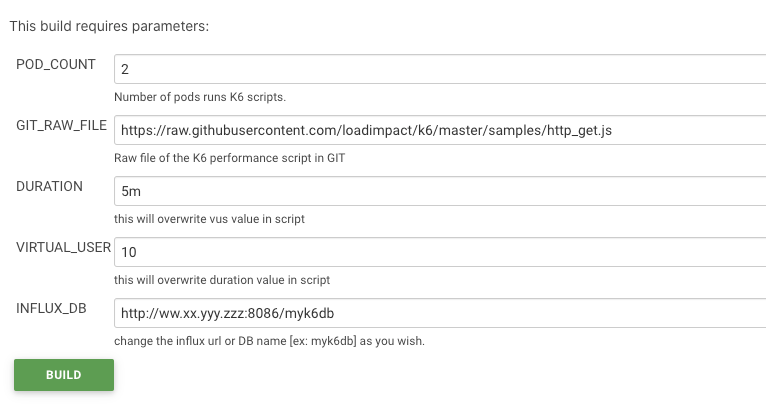 This build requires parameters:
POD_COUNT
2
Number of pods runs K6 scripts.
GIT_RAW_FILE
https://raw.githubusercontent.com/loadimpact/k6/master/samples/http_get.js
Raw file of the K6 performance script in GIT
DURATION
5m
this will overwrite vus value in script
VIRTUAL_USER
10
this will overwrite duration value in script
INFLUX_DB
http://ww.xx.yyy.zzz:8086/myk6db
change the influx url or DB name [ex: myk6db] as you wish.
BUILD